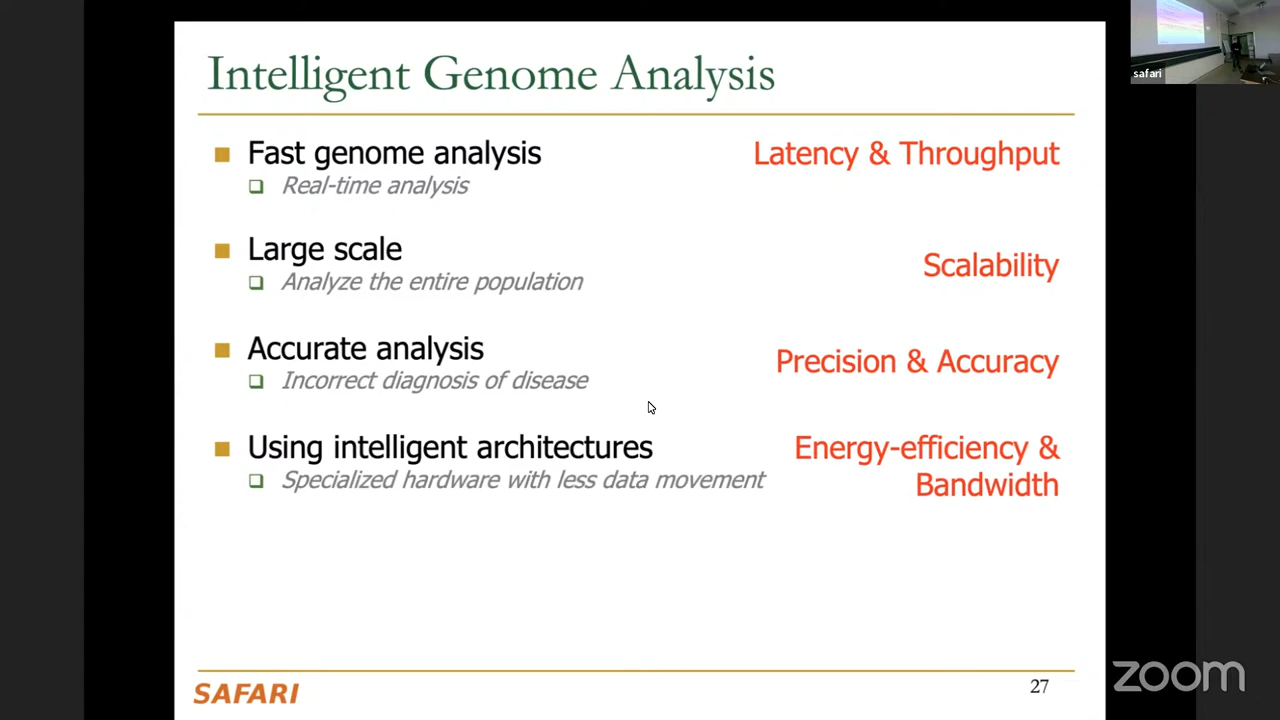 Intelligent Genome Analysis
Fast genome analysis
Latency & Throughput
Real-time analysis
Large scale
Scalability
Analyze the entire population
Accurate analysis
Precision & Accuracy
Incorrect diagnosis of disease
Using intelligent architectures
Energy-efficiency &
Bandwidth
Specialized hardware with less data movement
SAFARI
27
zoom
safari